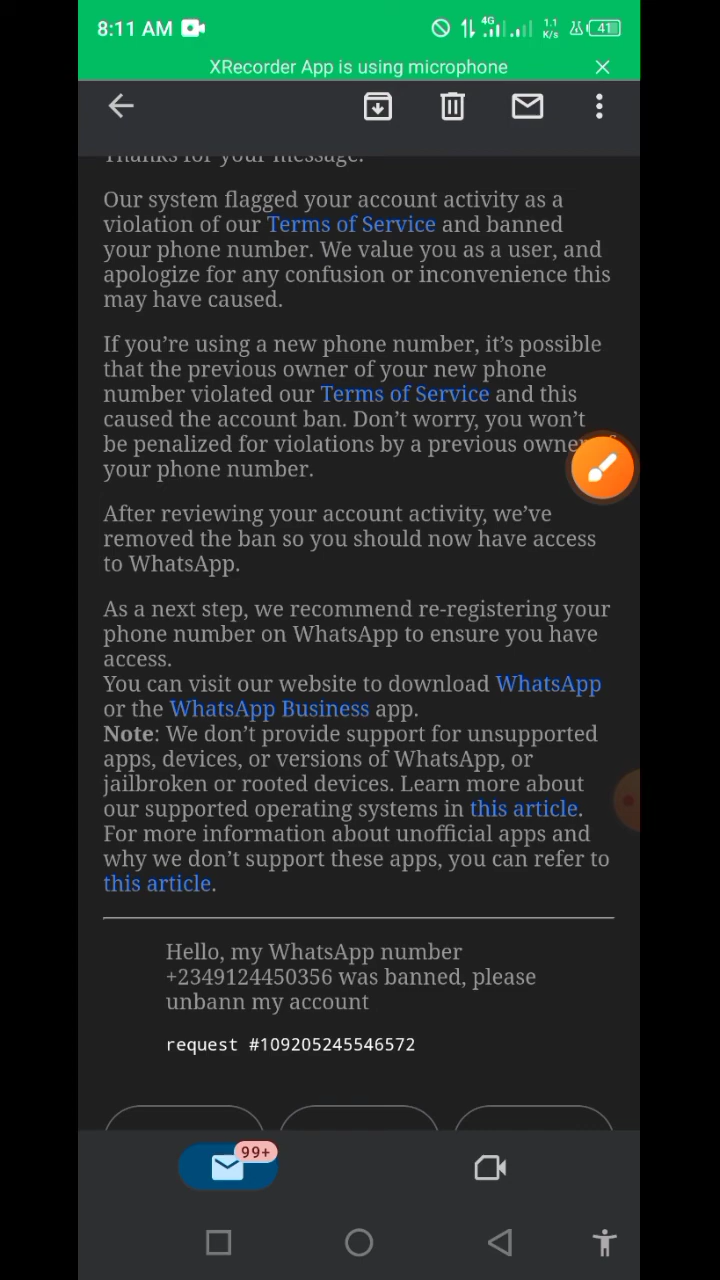 8:11 AM
4G
1.1
K/s
41
XRecorder App is using microphone
Thanks for your message.
Our system flagged your account activity as a
violation of our Terms of Service and banned
your phone number. We value you as a user, and
apologize for any confusion or inconvenience this
may have caused.
If you’re using a new phone number, it’s possible
that the previous owner of your new phone
number violated our Terms of Service and this
caused the account ban. Don’t worry, you won’t
be penalized for violations by a previous owner
your phone number.
After reviewing your account activity, we’ve
removed the ban so you should now have access
to WhatsApp.
As a next step, we recommend re-registering your
phone number on WhatsApp to ensure you have
access.
You can visit our website to download WhatsApp
or the WhatsApp Business app.
Note: We don’t provide support for unsupported
apps, devices, or versions of WhatsApp, or
jailbroken or rooted devices. Learn more about
our supported operating systems in this article.
For more information about unofficial apps and
why we don’t support these apps, you can refer to
this article.
Hello, my WhatsApp number
+2349124450356 was banned, please
unbann my account
request #109205245546572
99+